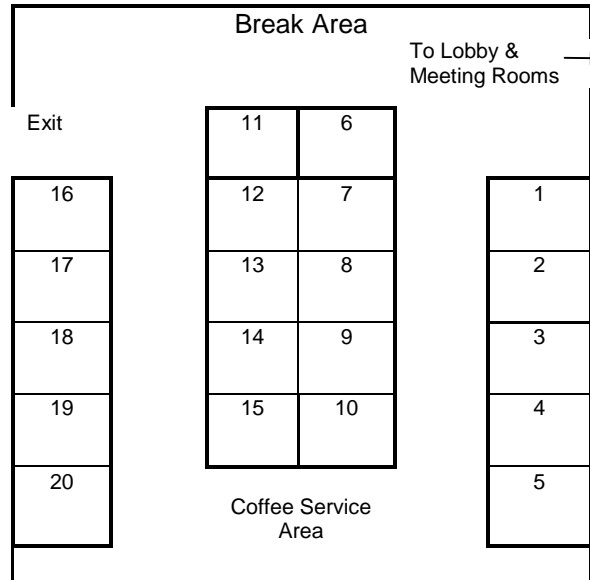 Break Area
To Lobby &
Meeting Rooms
Exit
11 6
16 12 7 1
17 13 8 2
18 14 9 3
19 15 10 4
20 5
Coffee Service
Area